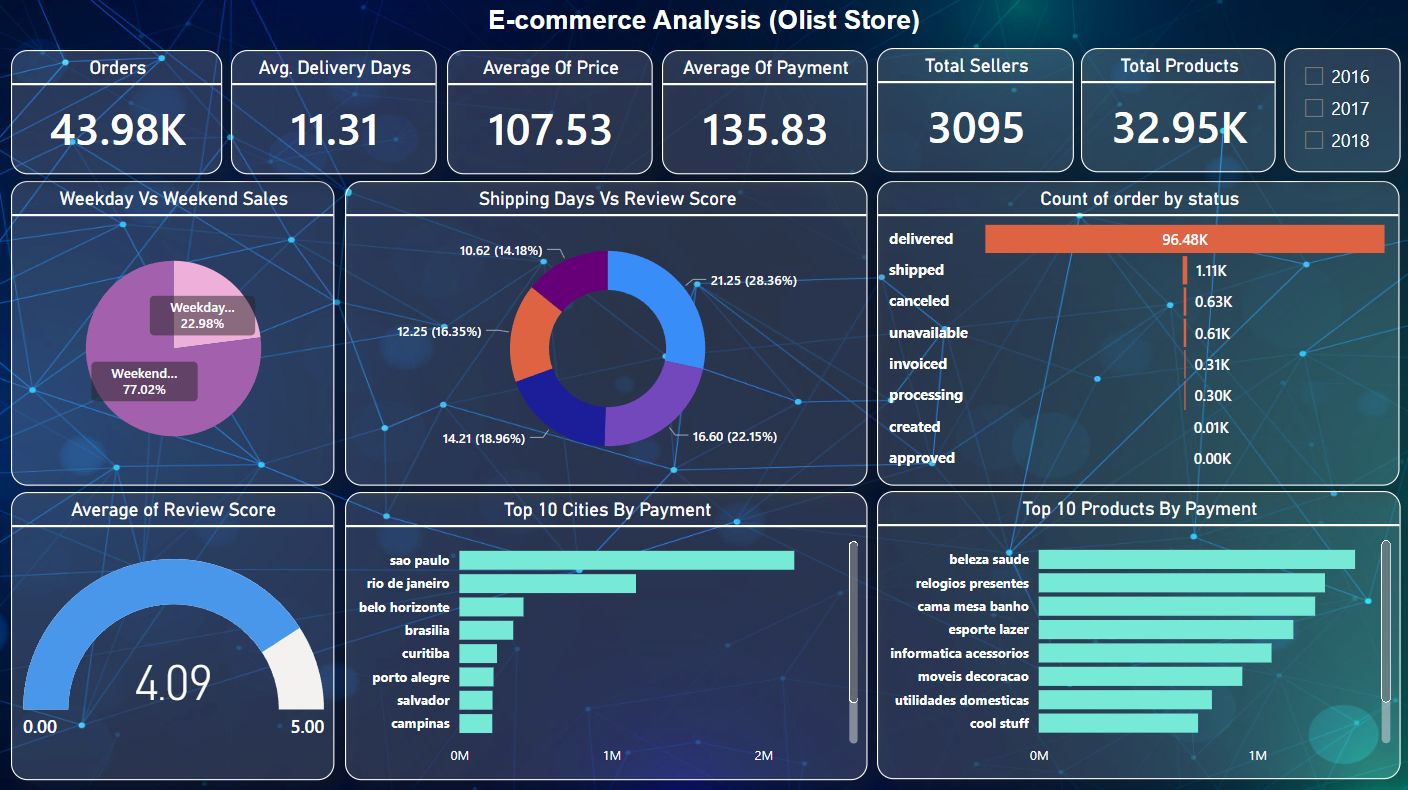 E-commerce Analysis (Olist Store)
Orders
43.98K
Avg. Delivery Days
11.31
Average Of Price
107.53
Average Of Payment
135.83
Total Sellers
3095
Total Products
32.95K
2016
2017
2018
Weekday Vs Weekend Sales
Weekday...
22.98%
Weekend...
77.02%
Shipping Days Vs Review Score
10.62 (14.18%)
21.25 (28.36%)
12.25 (16.35%)
14.21 (18.96%)
16.60 (22.15%)
Count of order by status
delivered 96.48K
shipped 1.11K
canceled 0.63K
unavailable 0.61K
invoiced 0.31K
processing 0.30K
created 0.01K
approved 0.00K
Average of Review Score
4.09
0.00 5.00
Top 10 Cities By Payment
sao paulo
rio de janeiro
belo horizonte
brasilia
curitiba
porto alegre
salvador
campinas
0M 1M 2M
Top 10 Products By Payment
beleza saude
relogios presentes
cama mesa banho
esporte lazer
informatica acessorios
moveis decoracao
utilidades domesticas
cool stuff
0M 1M